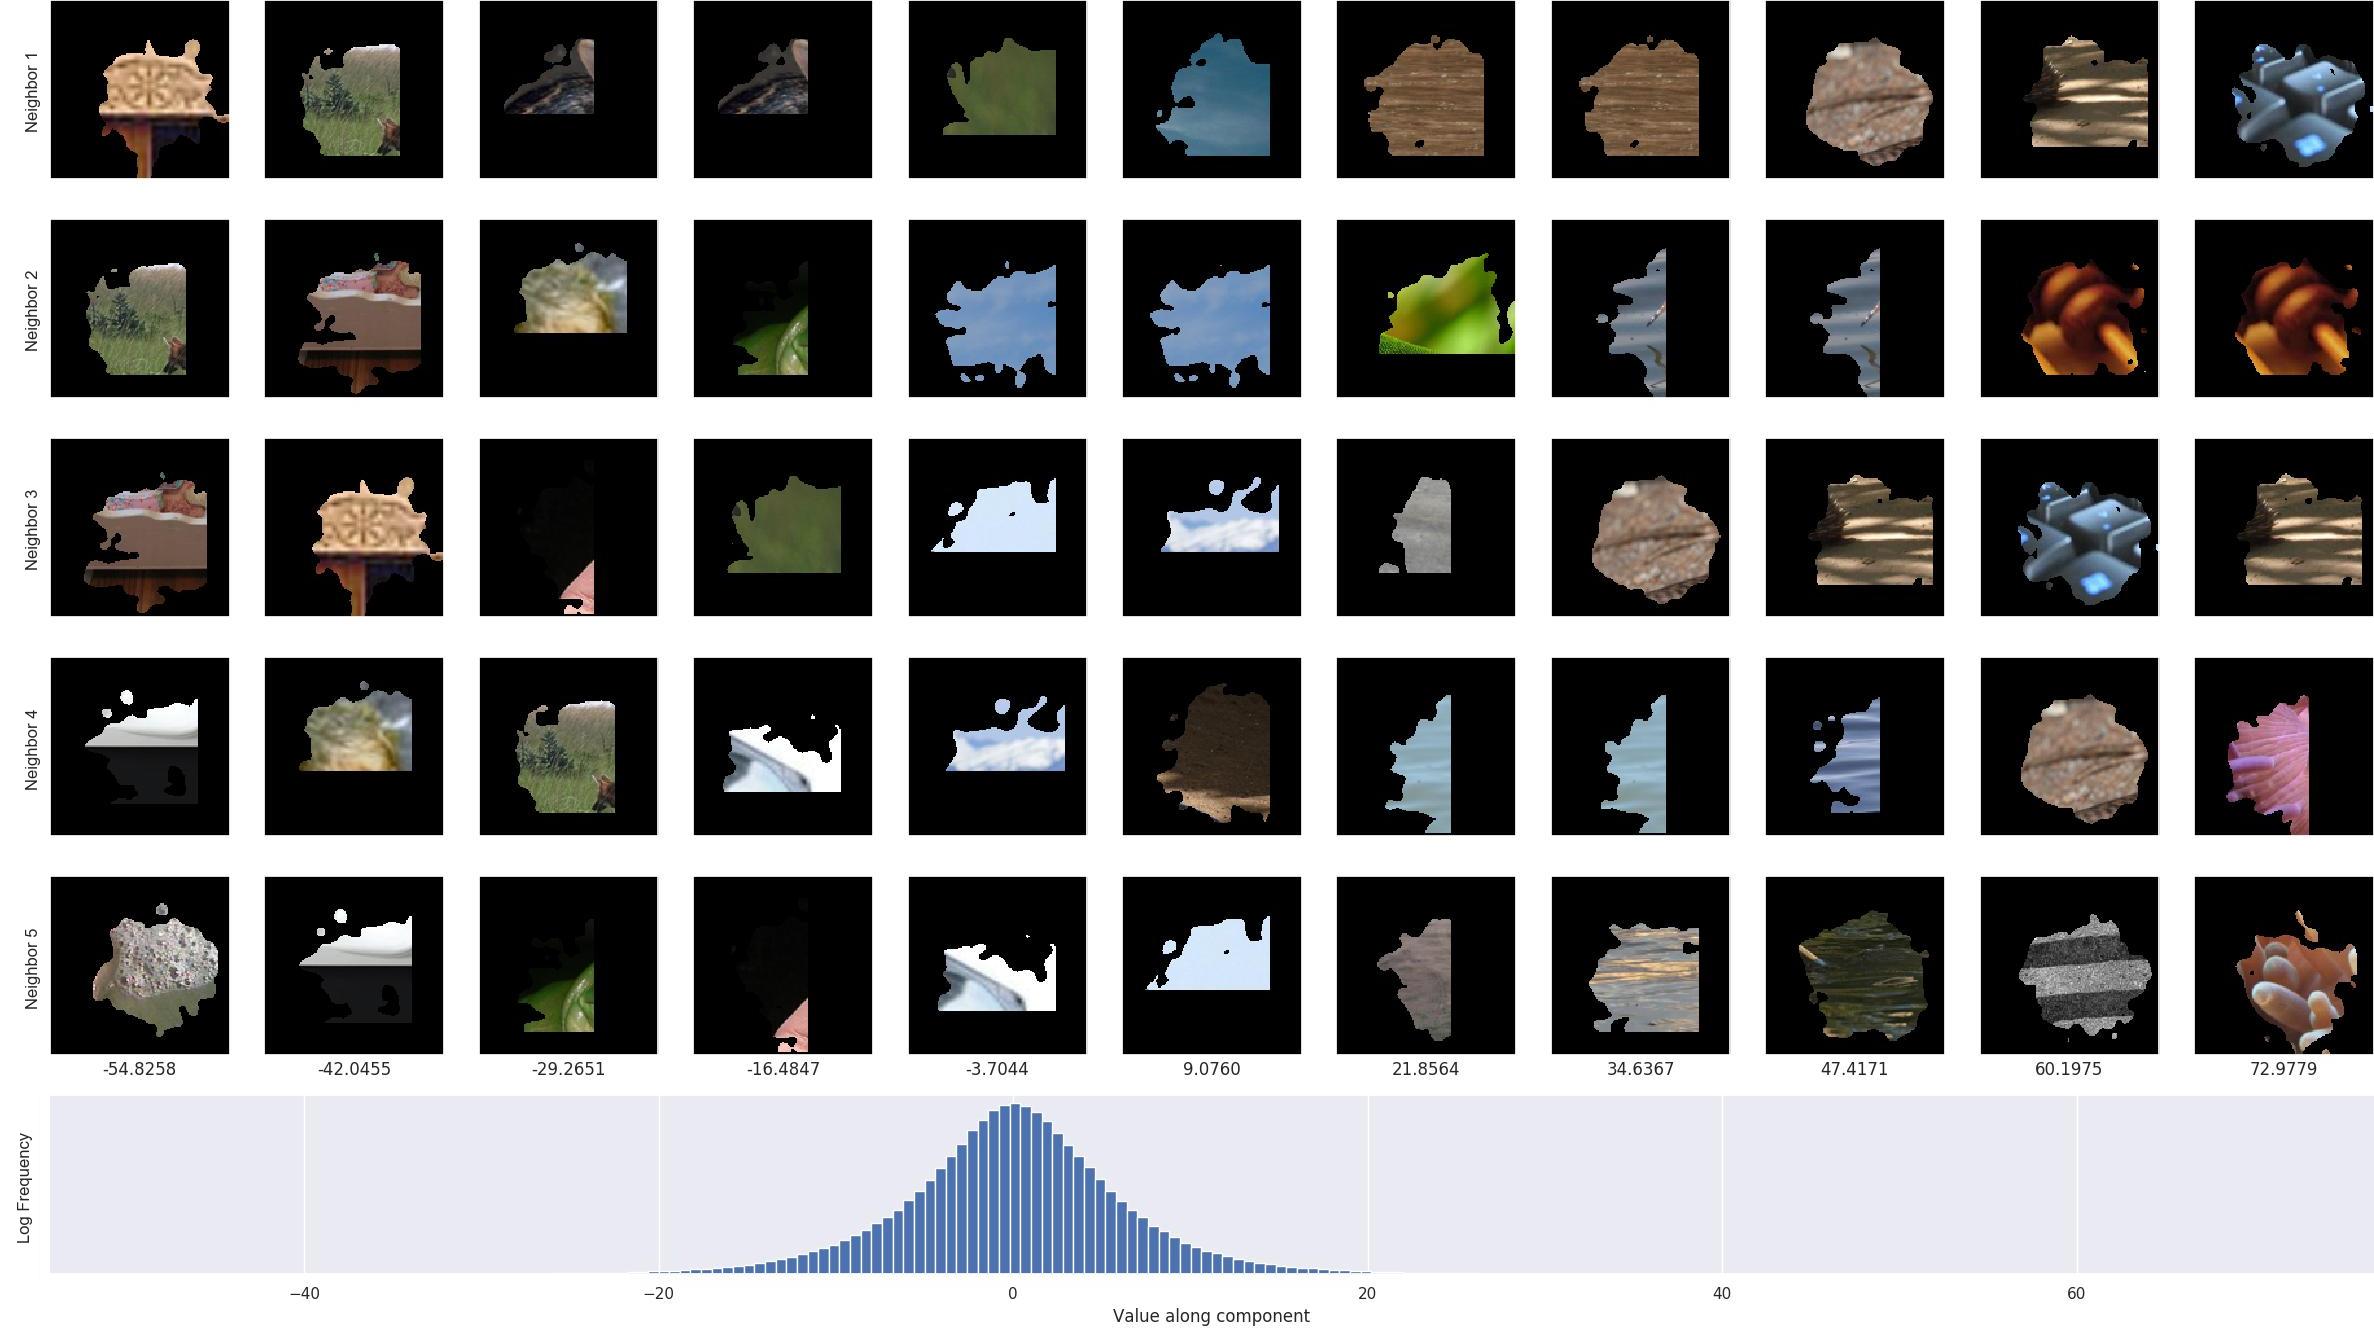 Neighbor 1
Neighbor 2
Neighbor 3
Neighbor 4
Neighbor 5
-54.8258 -42.0455 -29.2651 -16.4847 -3.7044 9.0760 21.8564 34.6367 47.4171 60.1975 72.9779
Log Frequency
−40 −20 0 20 40 60
Value along component